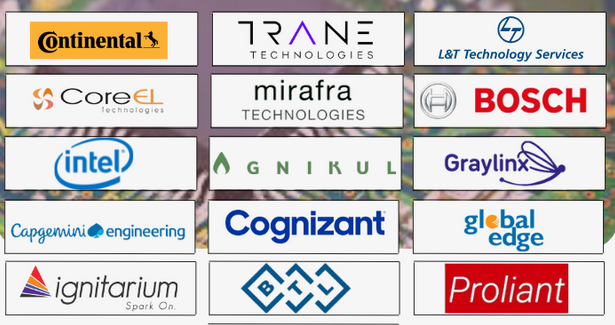 Continental
TRANE
TECHNOLOGIES
L&T Technology Services
CoreEL
Technologies
mirafra
TECHNOLOGIES
BOSCH
intel
AGNIKUL
Graylinx
Capgemini engineering
Cognizant
global
edge
ignitarium
Spark On.
BTL
Proliant